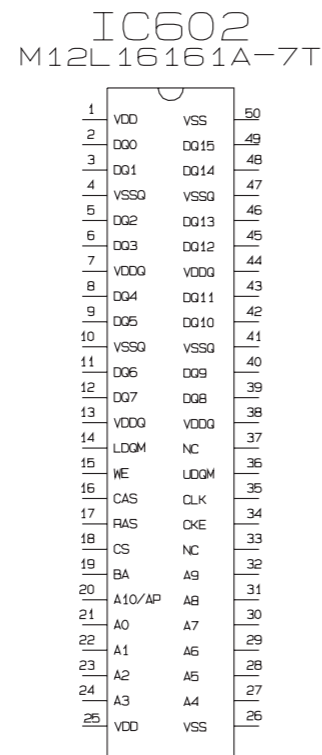 IC602
M12L16161A-7T
1 VDD VSS 50
2 DQ0 DQ15 49
3 DQ1 DQ14 48
4 VSSQ VSSQ 47
5 DQ2 DQ13 46
6 DQ3 DQ12 45
7 VDDQ VDDQ 44
8 DQ4 DQ11 43
9 DQ5 DQ10 42
10 VSSQ VSSQ 41
11 DQ6 DQ9 40
12 DQ7 DQ8 39
13 VDDQ VDDQ 38
14 LDQM NC 37
15 WE UDQM 36
16 CAS CLK 35
17 RAS CKE 34
18 CS NC 33
19 BA A9 32
20 A10/AP A8 31
21 A0 A7 30
22 A1 A6 29
23 A2 A5 28
24 A3 A4 27
25 VDD VSS 26